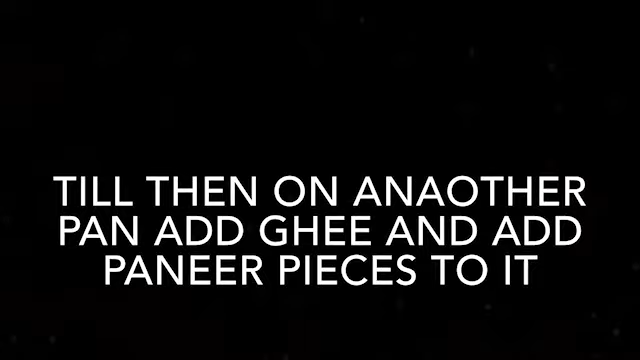 TILL THEN ON ANAOTHER
PAN ADD GHEE AND ADD
PANEER PIECES TO IT